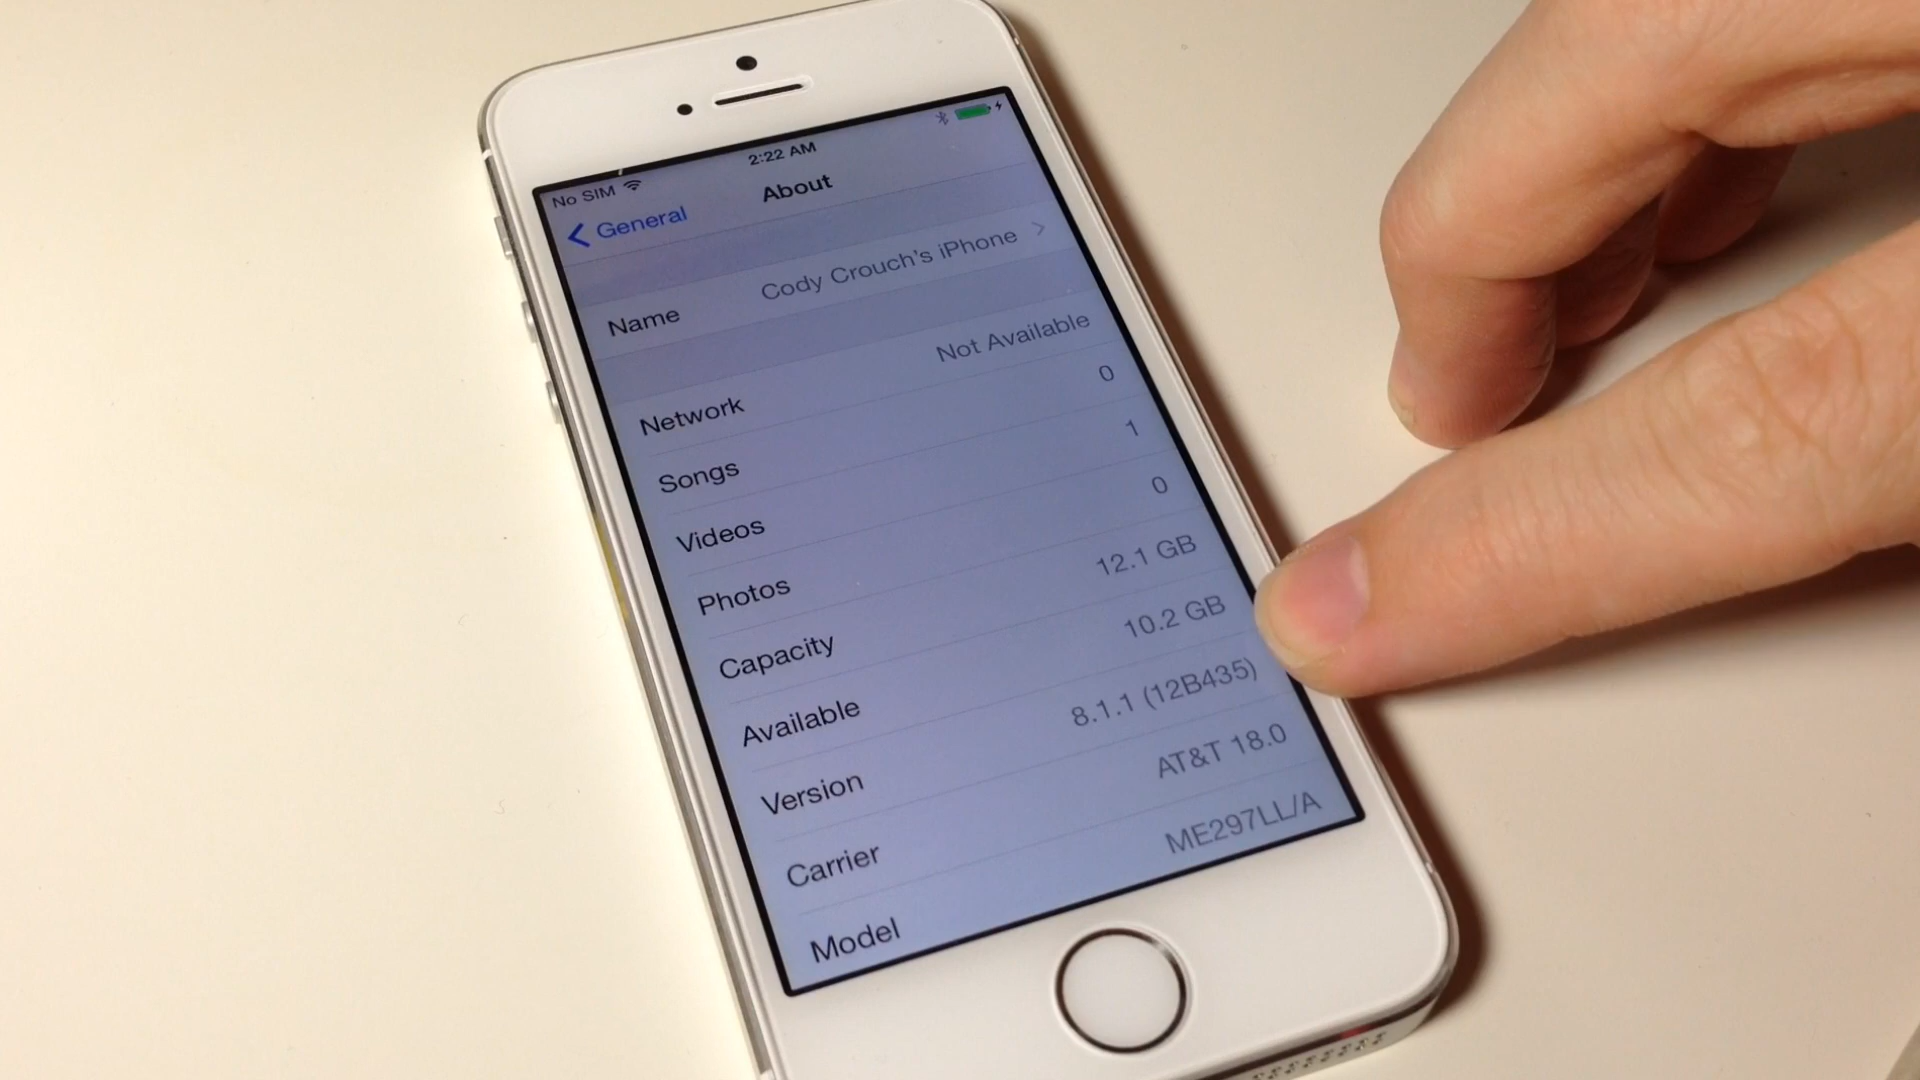 No SIM 2:22 AM
General About
Name Cody Crouch's iPhone
Network Not Available
Songs 0
Videos 1
Photos 0
Capacity 12.1 GB
Available 10.2 GB
Version 8.1.1 (12B435)
Carrier AT&T 18.0
Model ME297LL/A